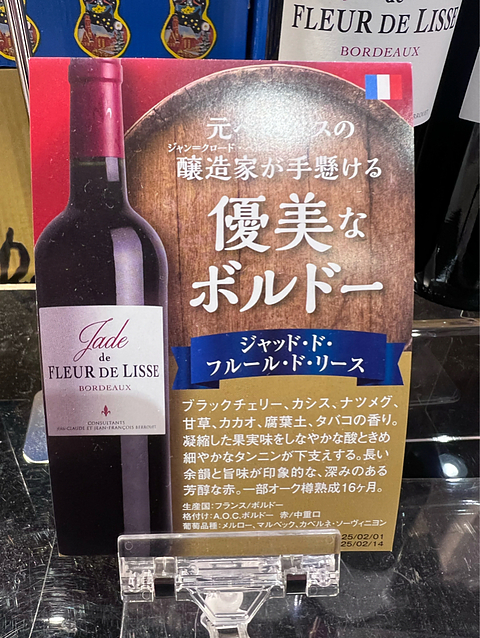 FLEUR DE LISSE
BORDEAUX
元
スの
ジャン=クロード・
醸造家が手懸ける
優美な
ボルドー
ジャッド・ド・
フルール・ド・リース
Jade
de
FLEUR DE LISSE
BORDEAUX
CONSULTANTS
JEAN-CLAUDE ET JEAN-FRANÇOIS BERROUET
ブラックチェリー、カシス、ナツメグ、
甘草、カカオ、腐葉土、タバコの香り。
凝縮した果実味をしなやかな酸ときめ
細やかなタンニンが下支えする。長い
余韻と旨味が印象的な、深みのある
芳醇な赤。一部オーク樽熟成16ヶ月。
生産国:フランス/ボルドー
格付け:A.O.C.ボルドー 赤/中重口
葡萄品種:メルロー、マルベック、カベルネ・ソーヴィニヨン
25/02/01
25/02/14